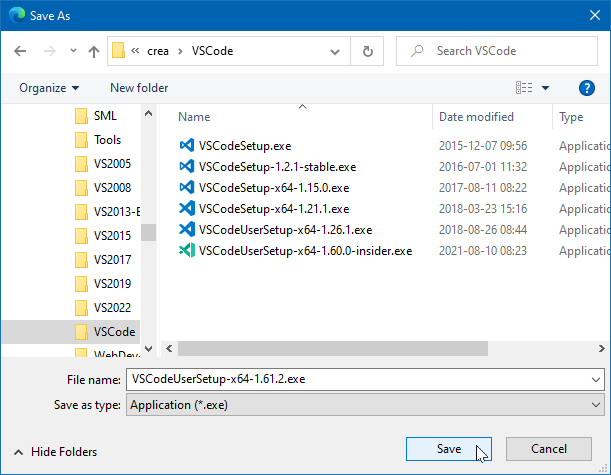 Save As
« crea > VSCode
Search VSCode
Organize
New folder
?
SML
Tools
VS2005
VS2008
VS2013-E
VS2015
VS2017
VS2019
VS2022
VSCode
WebDev
Name Date modified Type
VSCodeSetup.exe 2015-12-07 09:56 Application
VSCodeSetup-1.2.1-stable.exe 2016-07-01 11:32 Application
VSCodeSetup-x64-1.15.0.exe 2017-08-11 08:22 Application
VSCodeSetup-x64-1.21.1.exe 2018-03-23 15:16 Application
VSCodeUserSetup-x64-1.26.1.exe 2018-08-26 08:44 Application
VSCodeUserSetup-x64-1.60.0-insider.exe 2021-08-10 08:23 Application
File name: VSCodeUserSetup-x64-1.61.2.exe
Save as type: Application (*.exe)
Hide Folders
Save
Cancel